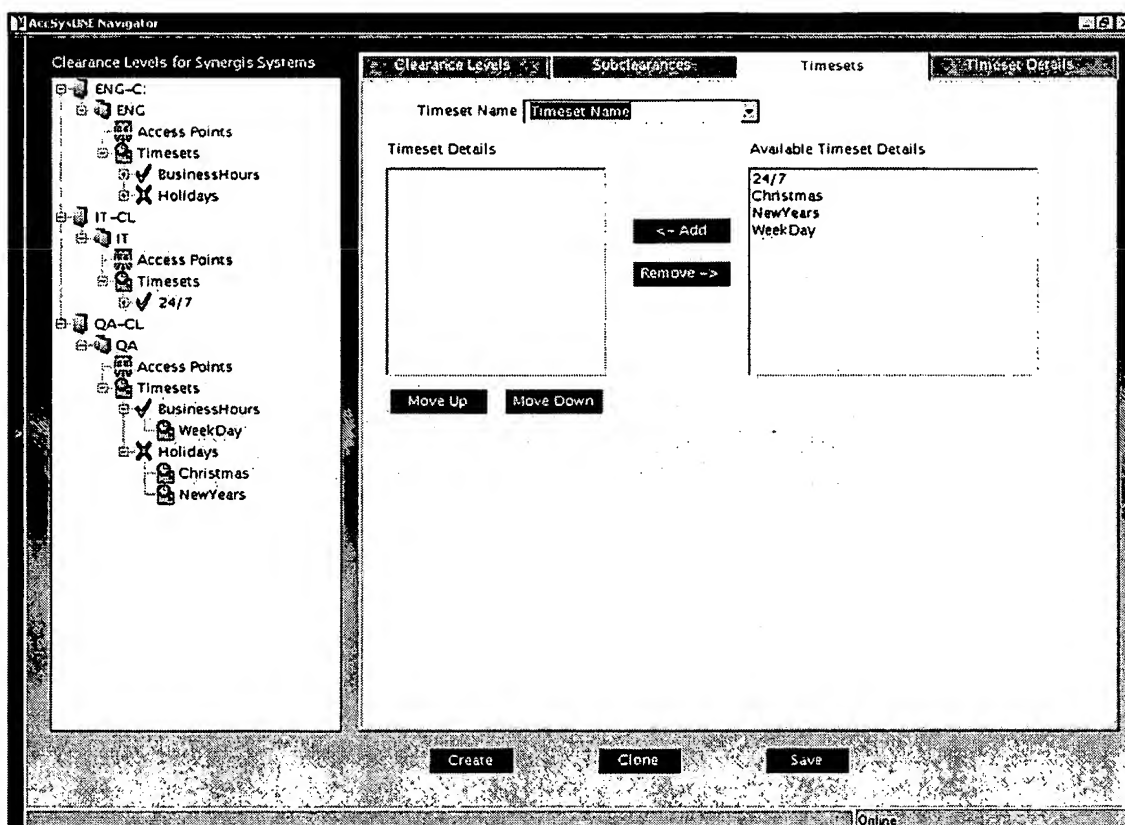 AccSysUNE Navigator
Clearance Levels for Synergis Systems
ENG-C:
ENG
Access Points
Timesets
BusinessHours
Holidays
IT-CL
IT
Access Points
Timesets
24/7
QA-CL
QA
Access Points
Timesets
BusinessHours
WeekDay
Holidays
Christmas
NewYears
Clearance Levels
Subclearances
Timesets
Timeset Details
Timeset Name Timeset Name
Timeset Details
Available Timeset Details
24/7
Christmas
NewYears
WeekDay
<- Add
Remove ->
Move Up
Move Down
Create
Clone
Save
Online